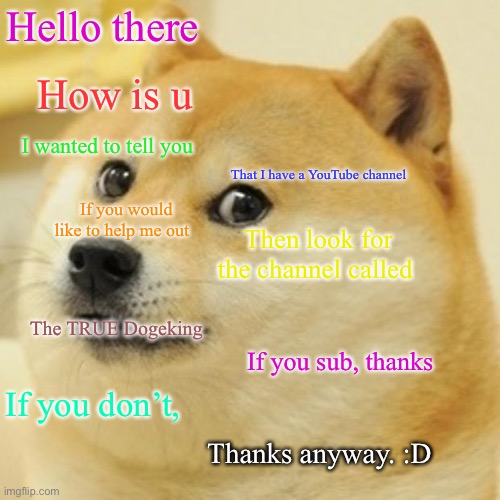 Hello there
How is u
I wanted to tell you
That I have a YouTube channel
If you would
like to help me out
Then look for
the channel called
The TRUE Dogeking
If you sub, thanks
If you don’t,
Thanks anyway. :D
imgflip.com